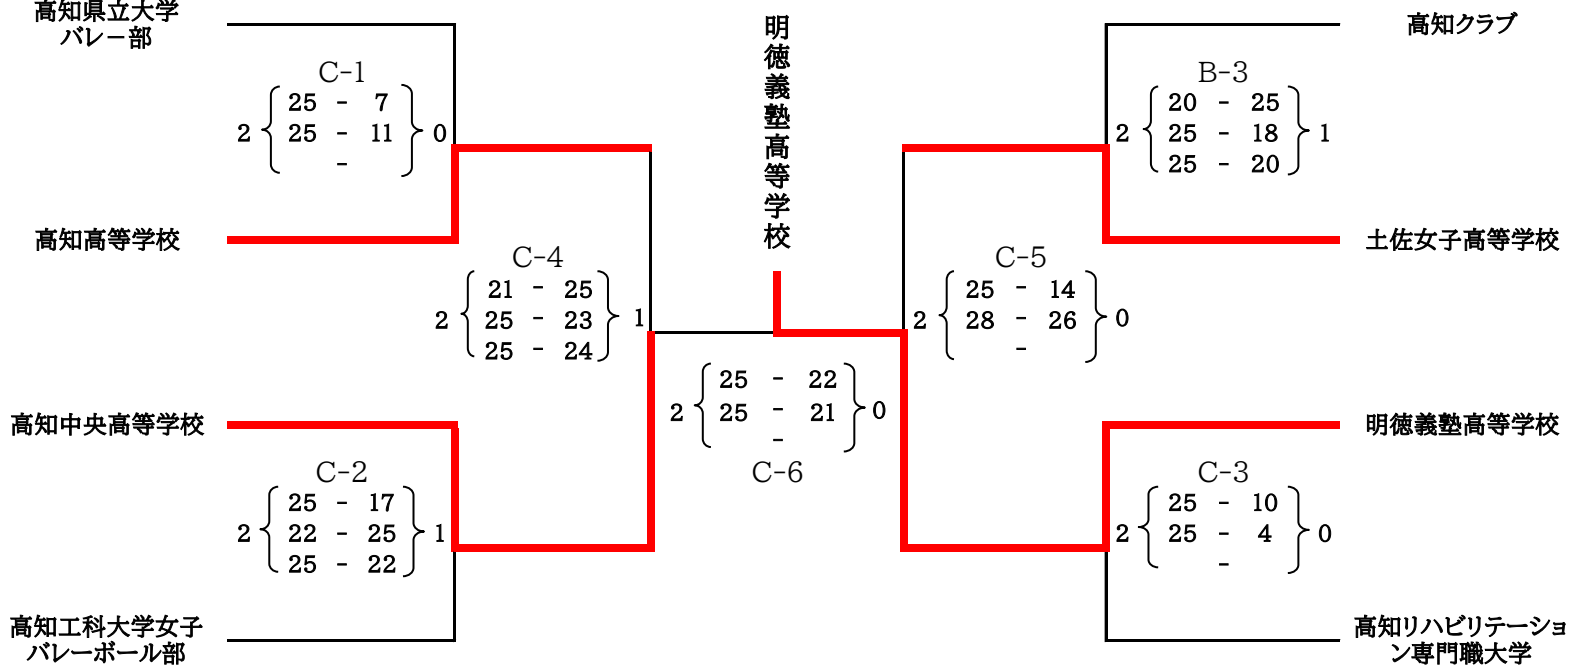 高知県立大学
バレー部
高知クラブ
明徳義塾高等学校
C-1
2 25 - 7 0
25 - 11
-
B-3
2 20 - 25 1
25 - 18
25 - 20
高知高等学校
土佐女子高等学校
C-4
2 21 - 25 1
25 - 23
25 - 24
C-5
2 25 - 14 0
28 - 26
-
2 25 - 22 0
25 - 21
-
C-6
高知中央高等学校
明徳義塾高等学校
C-2
2 25 - 17 1
22 - 25
25 - 22
C-3
2 25 - 10 0
25 - 4
-
高知工科大学女子
バレーボール部
高知リハビリテーショ
ン専門職大学